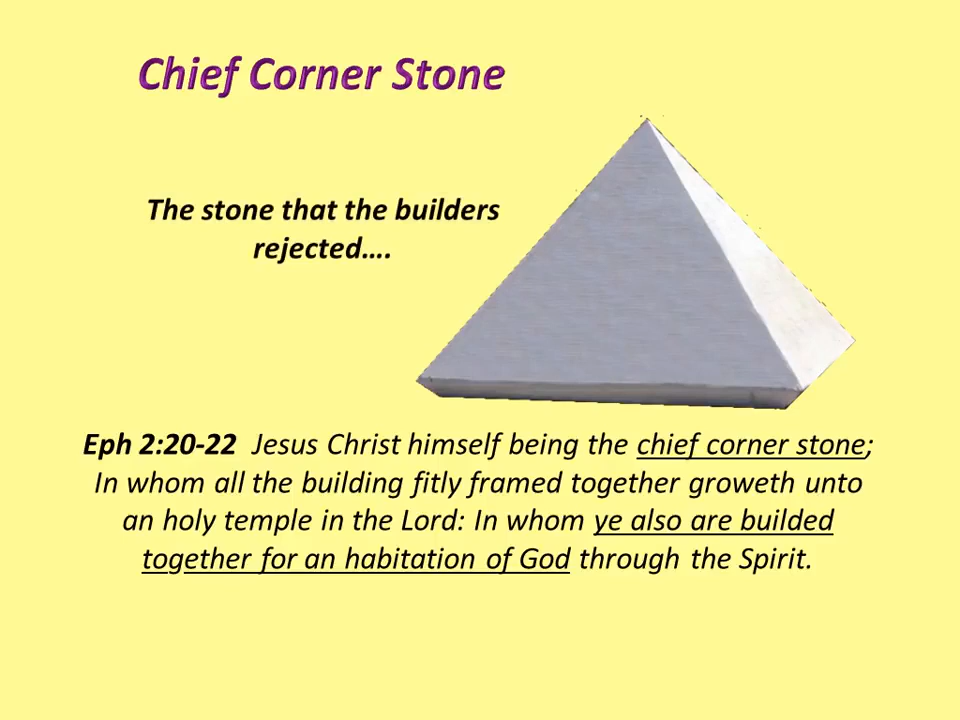 Chief Corner Stone
The stone that the builders
rejected....
Eph 2:20-22 Jesus Christ himself being the chief corner stone;
In whom all the building fitly framed together groweth unto
an holy temple in the Lord: In whom ye also are builded
together for an habitation of God through the Spirit.